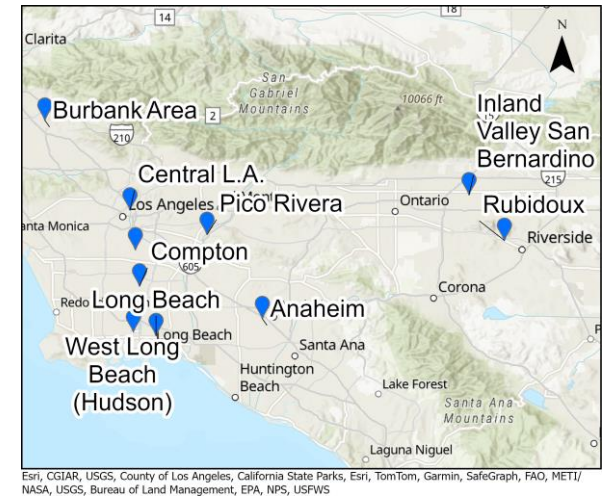 14
18
Clarita
N
San
Gabriel
Mountains
10066 ft
Inland
Valley San
Bernardino
Burbank Area
2
210
215
Central L.A.
Los Angeles
Pico Rivera
Ontario
Rubidoux
anta Monica
Riverside
Compton
605
Corona
Redo
Long Beach
Anaheim
Long Beach
Santa Ana
West Long
Beach
(Hudson)
Huntington
Beach
Lake Forest
Santa Ana
Mountains
Laguna Niguel
Esri, CGIAR, USGS, County of Los Angeles, California State Parks, Esri, TomTom, Garmin, SafeGraph, FAO, METI/
NASA, USGS, Bureau of Land Management, EPA, NPS, USFWS